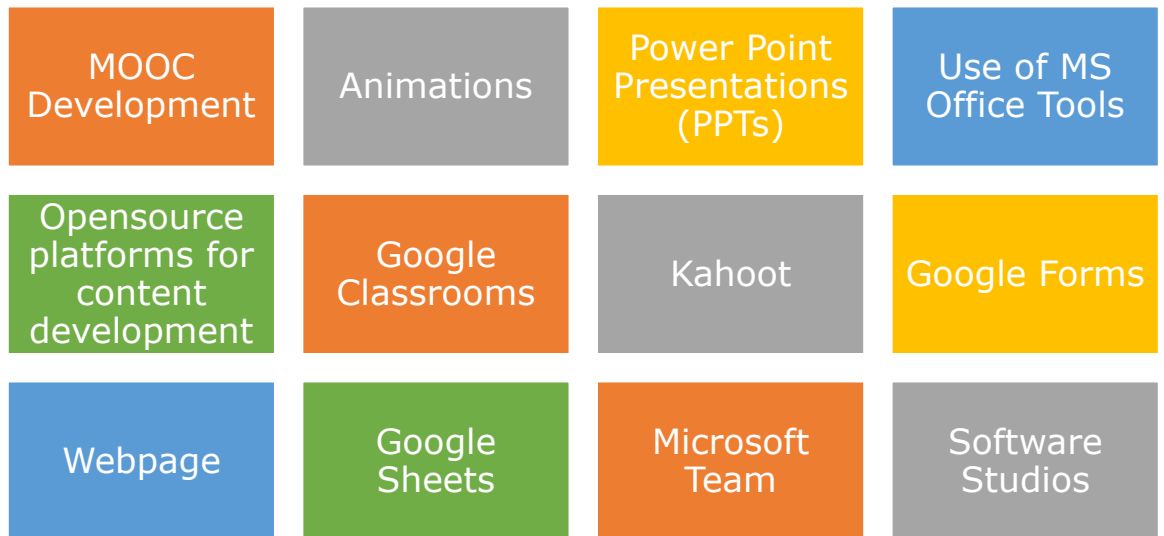 MOOC
Development
Animations
Power Point
Presentations
(PPTs)
Use of MS
Office Tools
Opensource
platforms for
content
development
Google
Classrooms
Kahoot
Google Forms
Webpage
Google
Sheets
Microsoft
Team
Software
Studios